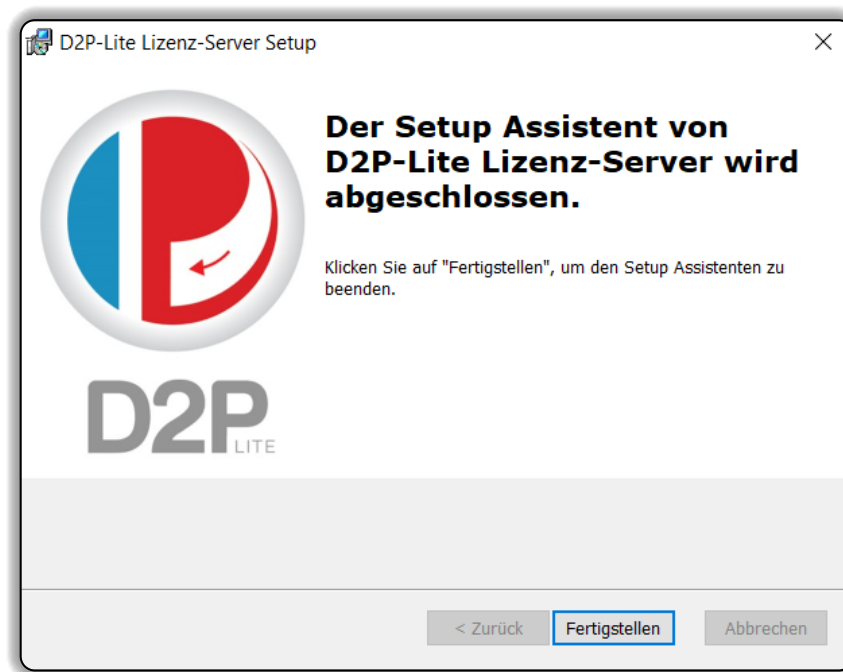 D2P-Lite Lizenz-Server Setup
Der Setup Assistent von
D2P-Lite Lizenz-Server wird
abgeschlossen.
Klicken Sie auf "Fertigstellen", um den Setup Assistenten zu
beenden.
D2P
LITE
< Zurück Fertigstellen Abbrechen